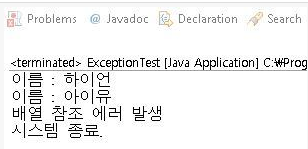 Problems @ Javadoc Declaration Search
<terminated> ExceptionTest [Java Application] C:\Prog
이름 : 하이언
이름 : 아이유
배열 참조 에러 발생
시스템 종료.